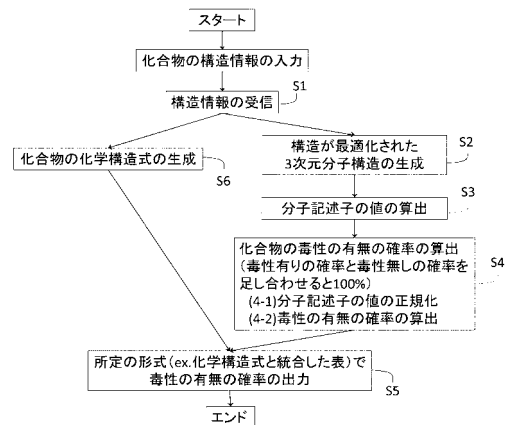 スタート
化合物の構造情報の入力
S1
構造情報の受信
化合物の化学構造式の生成
S6
構造が最適化された
3次元分子構造の生成
S2
S3
分子記述子の値の算出
化合物の毒性の有無の確率の算出
(毒性有りの確率と毒性無しの確率を
足し合わせると100%)
(4-1)分子記述子の値の正規化
(4-2)毒性の有無の確率の算出
S4
所定の形式(ex.化学構造式と統合した表)で
毒性の有無の確率の出力
S5
エンド